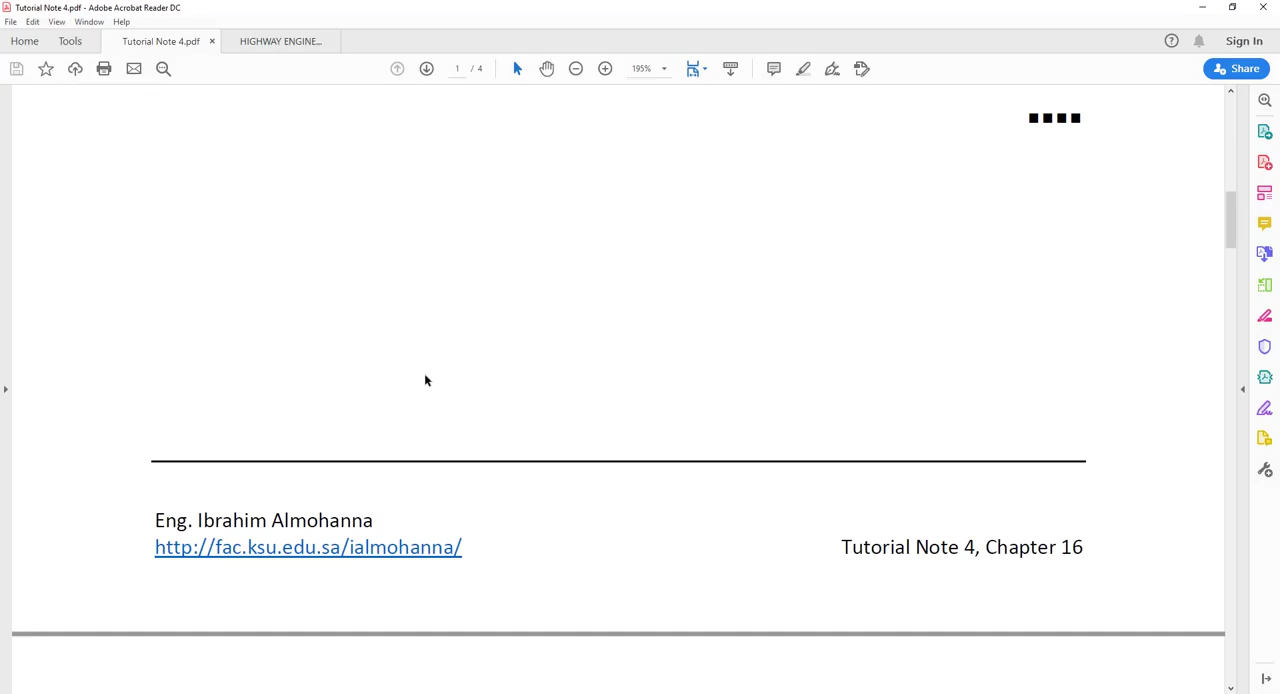 Tutorial Note 4.pdf - Adobe Acrobat Reader DC
File Edit View Window Help
Home Tools Tutorial Note 4.pdf × HIGHWAY ENGINE... Sign In
1 / 4 195% Share
Eng. Ibrahim Almohanna
http://fac.ksu.edu.sa/ialmohanna/ Tutorial Note 4, Chapter 16